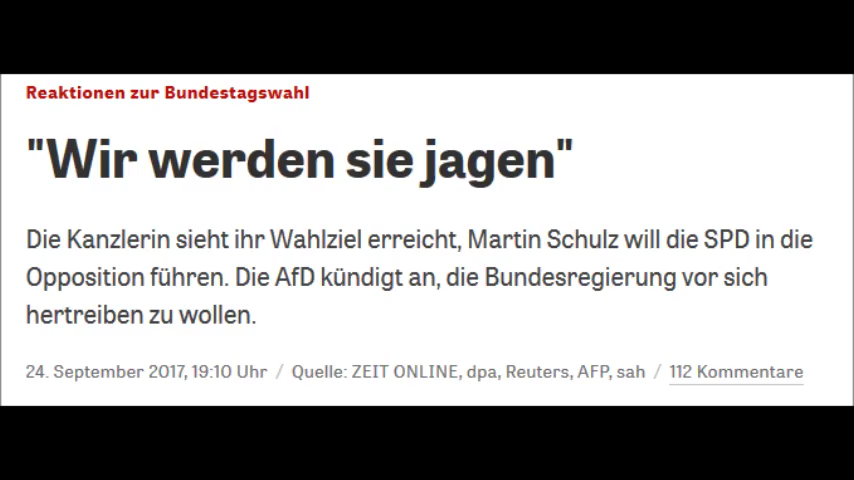 Reaktionen zur Bundestagswahl
"Wir werden sie jagen"
Die Kanzlerin sieht ihr Wahlziel erreicht, Martin Schulz will die SPD in die
Opposition führen. Die AfD kündigt an, die Bundesregierung vor sich
hertreiben zu wollen.
24. September 2017, 19:10 Uhr / Quelle: ZEIT ONLINE, dpa, Reuters, AFP, sah / 112 Kommentare